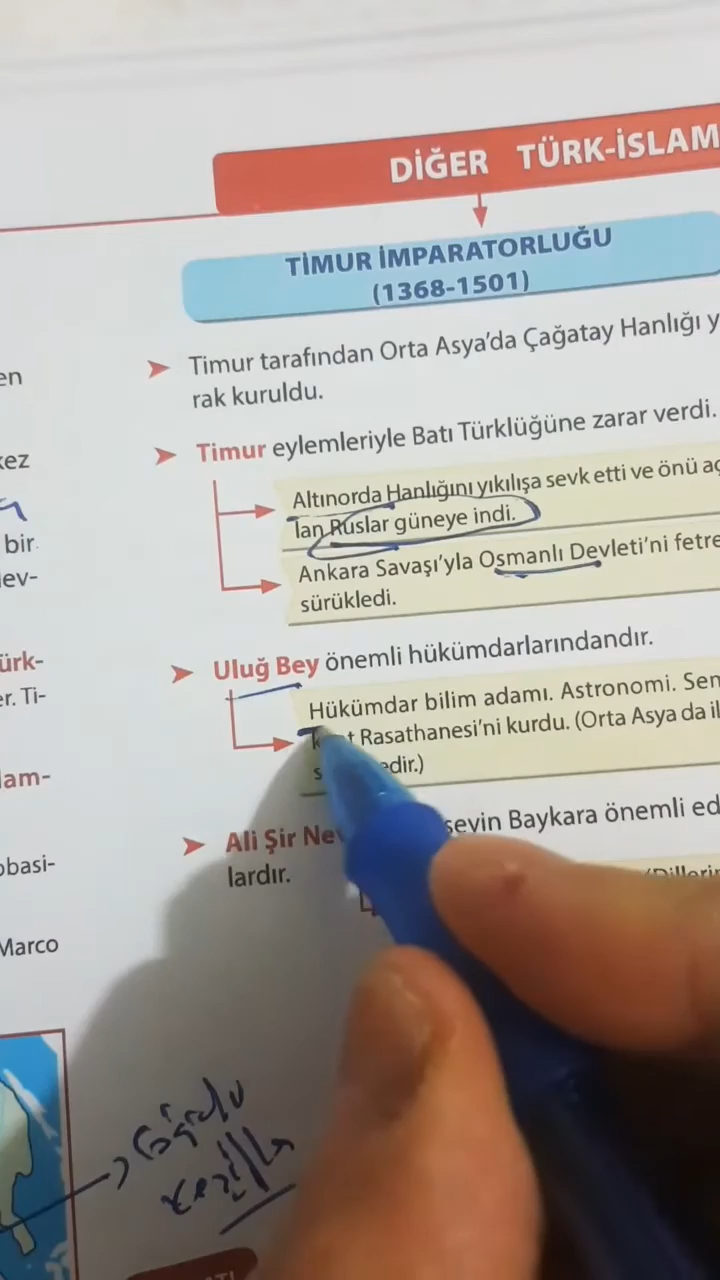 DİĞER TÜRK-İSLAM
TİMUR İMPARATORLUĞU
(1368-1501)
Timur tarafından Orta Asya'da Çağatay Hanlığı y
rak kuruldu.
Timur eylemleriyle Batı Türklüğüne zarar verdi.
Altınorda Hanlığını yıkılışa sevk etti ve önü aç
lan Ruslar güneye indi.
Ankara Savaşı'yla Osmanlı Devleti'ni fetre
sürükledi.
Uluğ Bey önemli hükümdarlarındandır.
Hükümdar bilim adamı. Astronomi. Sem
Rasathanesi'ni kurdu. (Orta Asya da il
edir.)
Ali Şir Nev seyin Baykara önemli ed
lardır.
en
kez
bir
lev-
ürk-
er. Ti-
lam-
obasi-
Marco